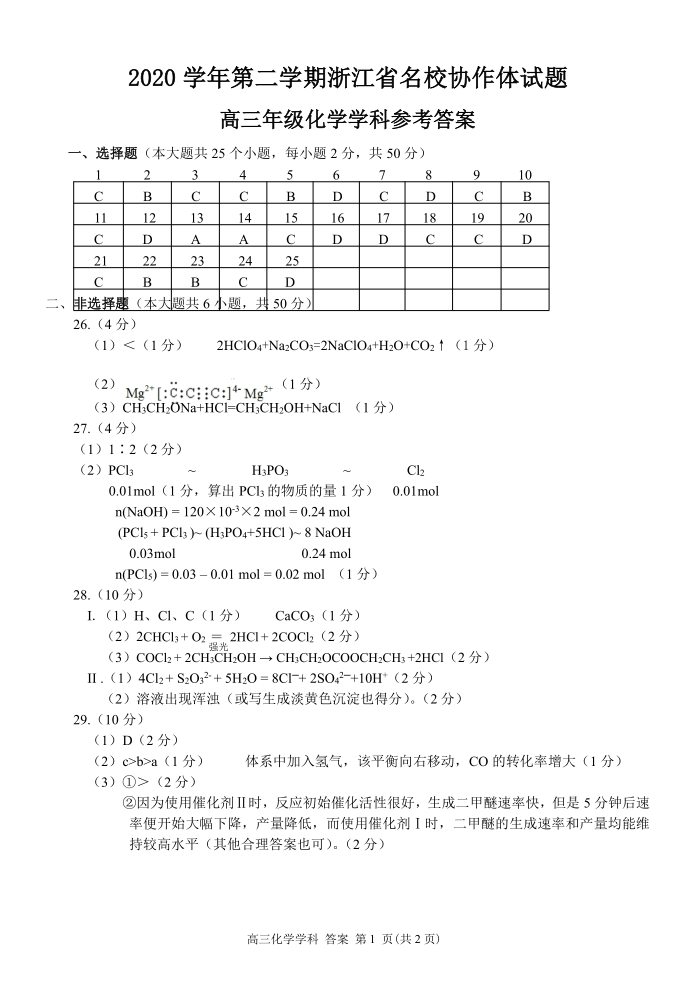 2020 学年第二学期浙江省名校协作体试题
高三年级化学学科参考答案
一、选择题（本大题共 25 个小题，每小题 2 分，共 50 分）
1 2 3 4 5 6 7 8 9 10
C B C C B D C D C B
11 12 13 14 15 16 17 18 19 20
C D A A C D D C C D
21 22 23 24 25
C B B C D
二、非选择题（本大题共 6 小题，共 50 分）
26.（4 分）
（1）＜（1 分） 2HClO₄+Na₂CO₃=2NaClO₄+H₂O+CO₂↑（1 分）
（2） Mg²⁺[:C̈:C⋮⋮C:C̈:]⁴⁻Mg²⁺（1 分）
（3）CH₃CH₂ONa+HCl=CH₃CH₂OH+NaCl （1 分）
27.（4 分）
（1）1∶2（2 分）
（2）PCl₃ ~ H₃PO₃ ~ Cl₂
0.01mol（1 分，算出 PCl₃ 的物质的量 1 分） 0.01mol
n(NaOH) = 120×10⁻³×2 mol = 0.24 mol
(PCl₅ + PCl₃ )~ (H₃PO₄+5HCl )~ 8 NaOH
0.03mol 0.24 mol
n(PCl₅) = 0.03 – 0.01 mol = 0.02 mol （1 分）
28.（10 分）
I.（1）H、Cl、C（1 分） CaCO₃（1 分）
（2）2CHCl₃ + O₂ ＝ 2HCl + 2COCl₂（2 分）
强光
（3）COCl₂ + 2CH₃CH₂OH → CH₃CH₂OCOOCH₂CH₃ +2HCl（2 分）
Ⅱ.（1）4Cl₂ + S₂O₃²⁻ + 5H₂O = 8Cl⁻+ 2SO₄²⁻+10H⁺（2 分）
（2）溶液出现浑浊（或写生成淡黄色沉淀也得分）。（2 分）
29.（10 分）
（1）D（2 分）
（2）c>b>a（1 分） 体系中加入氢气，该平衡向右移动，CO 的转化率增大（1 分）
（3）①＞（2 分）
②因为使用催化剂Ⅱ时，反应初始催化活性很好，生成二甲醚速率快，但是 5 分钟后速
率便开始大幅下降，产量降低，而使用催化剂Ⅰ时，二甲醚的生成速率和产量均能维
持较高水平（其他合理答案也可）。（2 分）
高三化学学科 答案 第 1 页(共 2 页)